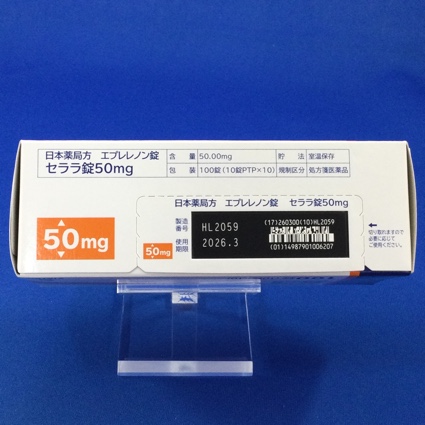 日本薬局方 エプレレノン錠
セララ錠50mg
含 量 50.00mg 貯 法 室温保存
包 装 100錠(10錠PTP×10) 規制区分 処方箋医薬品
日本薬局方 エプレレノン錠 セララ錠50mg
50mg
50mg
製造番号 HL2059
使用期限 2026.3
(17)260300(10)HL2059
(01)14987901006207
切り取れますので
必要に応じて
ご使用ください。